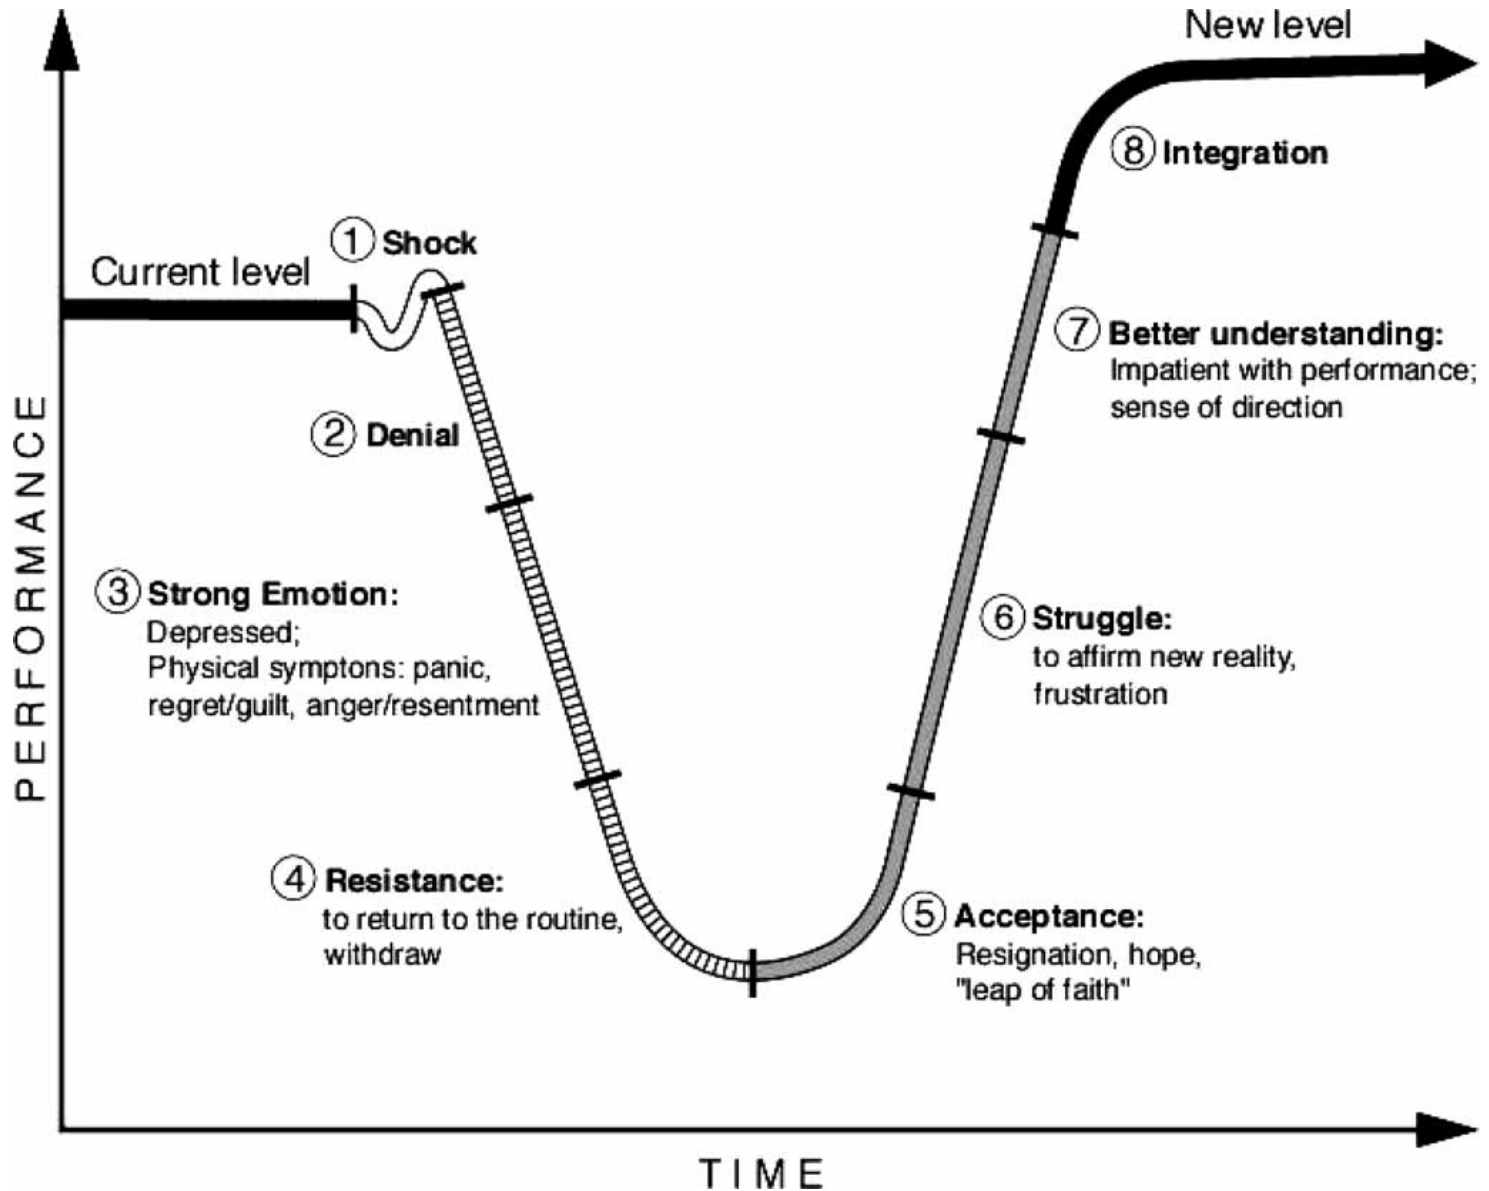 New level
⑧ Integration
① Shock
Current level
⑦ Better understanding:
Impatient with performance;
sense of direction
② Denial
③ Strong Emotion:
Depressed;
Physical symptons: panic,
regret/guilt, anger/resentment
⑥ Struggle:
to affirm new reality,
frustration
④ Resistance:
to return to the routine,
withdraw
⑤ Acceptance:
Resignation, hope,
"leap of faith"
PERFORMANCE
TIME